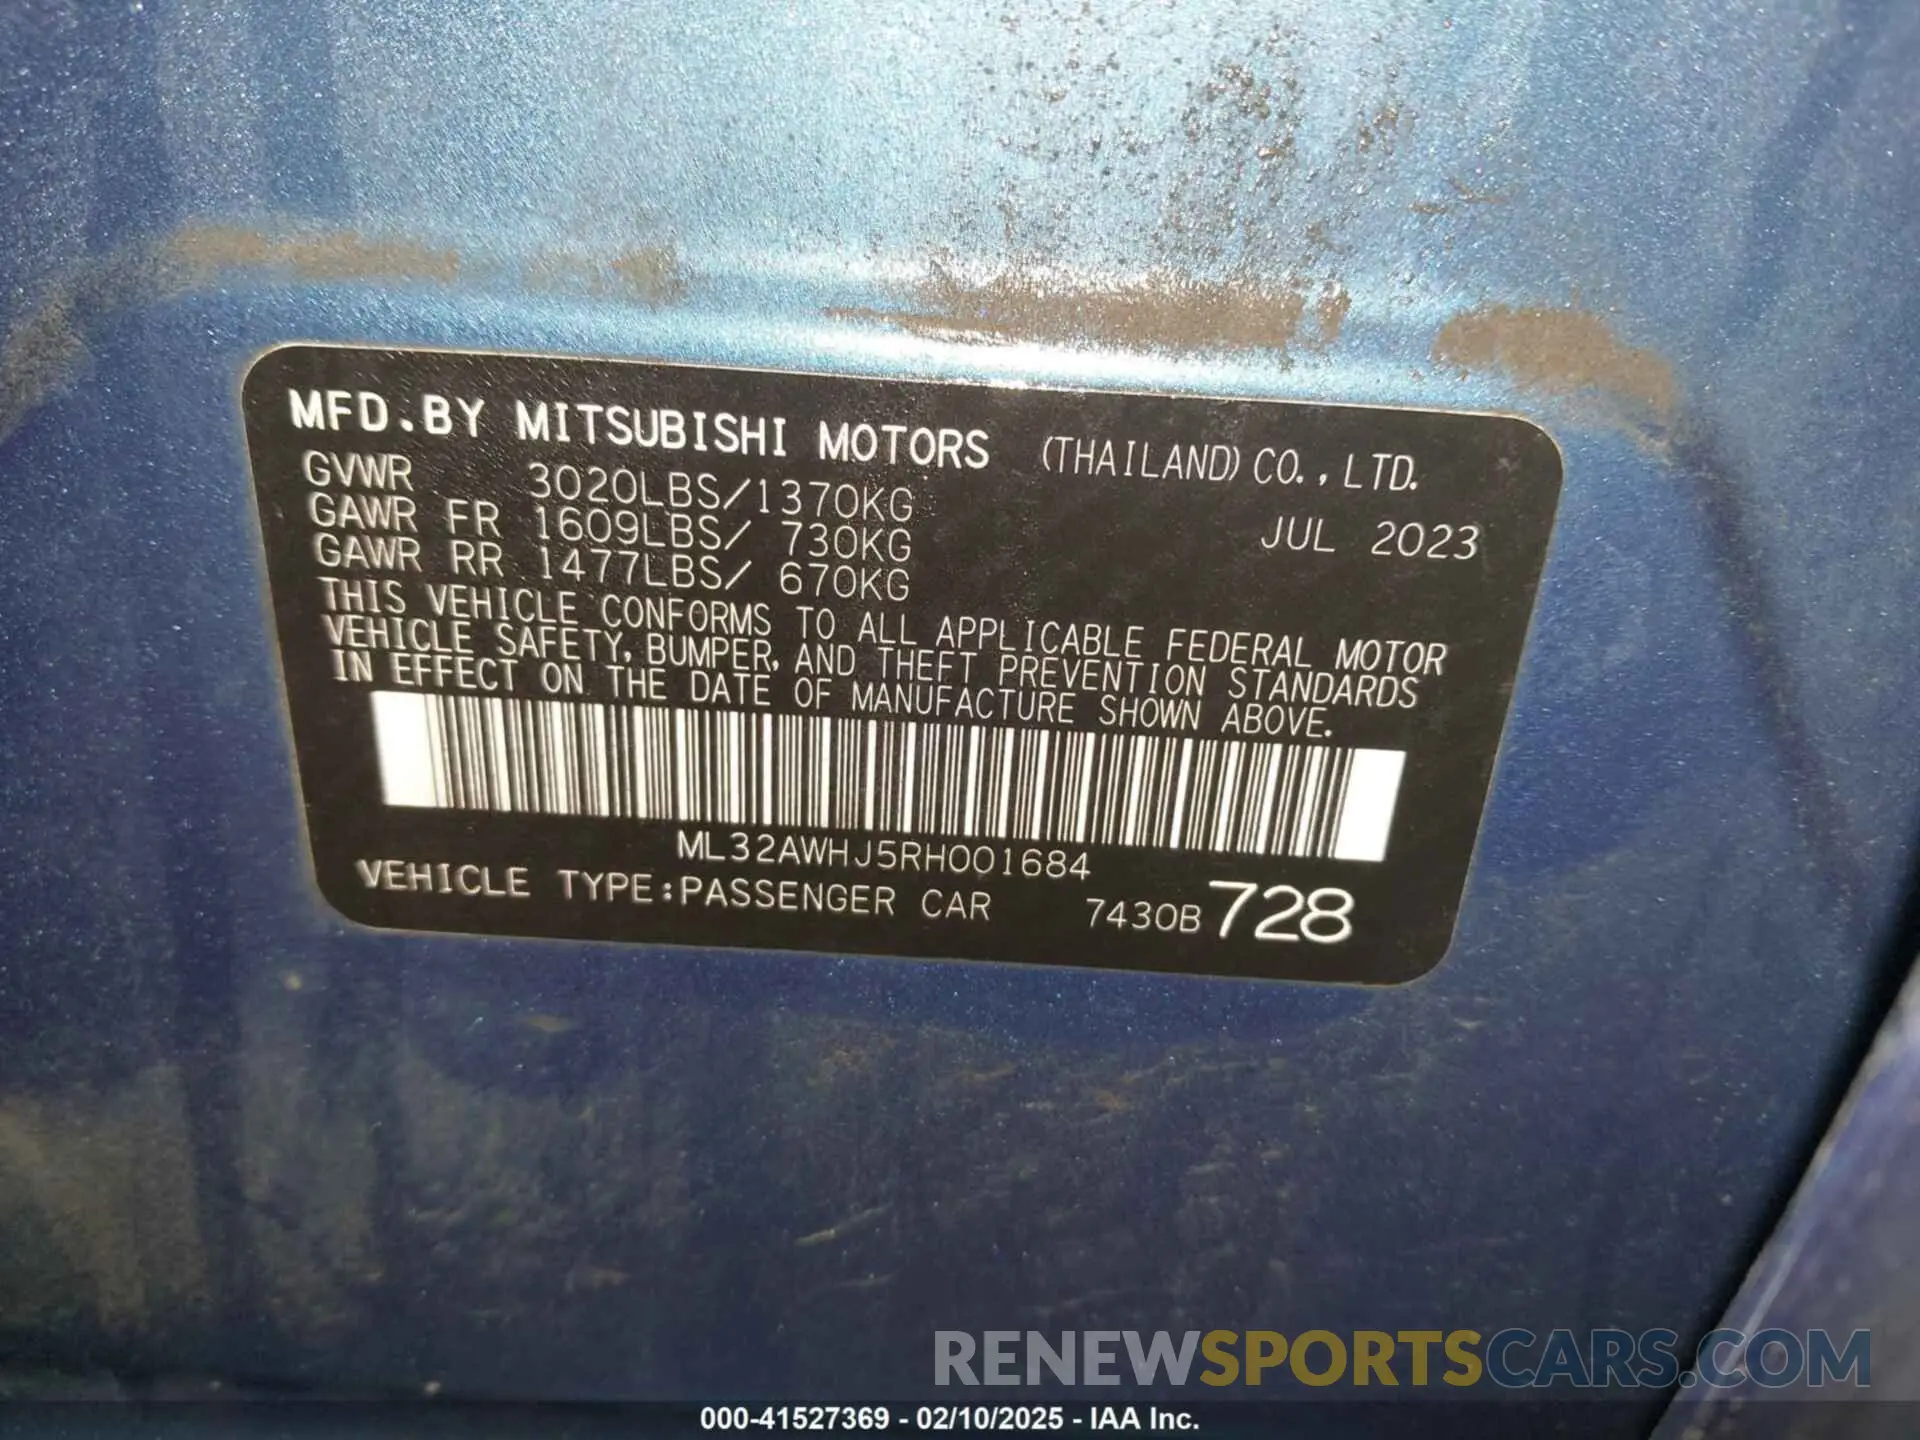 MFD.BY MITSUBISHI MOTORS (THAILAND) CO.,LTD.
GVWR 3020LBS/1370KG
GAWR FR 1609LBS/ 730KG JUL 2023
GAWR RR 1477LBS/ 670KG
THIS VEHICLE CONFORMS TO ALL APPLICABLE FEDERAL MOTOR
VEHICLE SAFETY, BUMPER, AND THEFT PREVENTION STANDARDS
IN EFFECT ON THE DATE OF MANUFACTURE SHOWN ABOVE.
ML32AWHJ5RH001684
VEHICLE TYPE:PASSENGER CAR 7430B 728
RENEWSPORTSCARS.COM
000-41527369 - 02/10/2025 - IAA Inc.